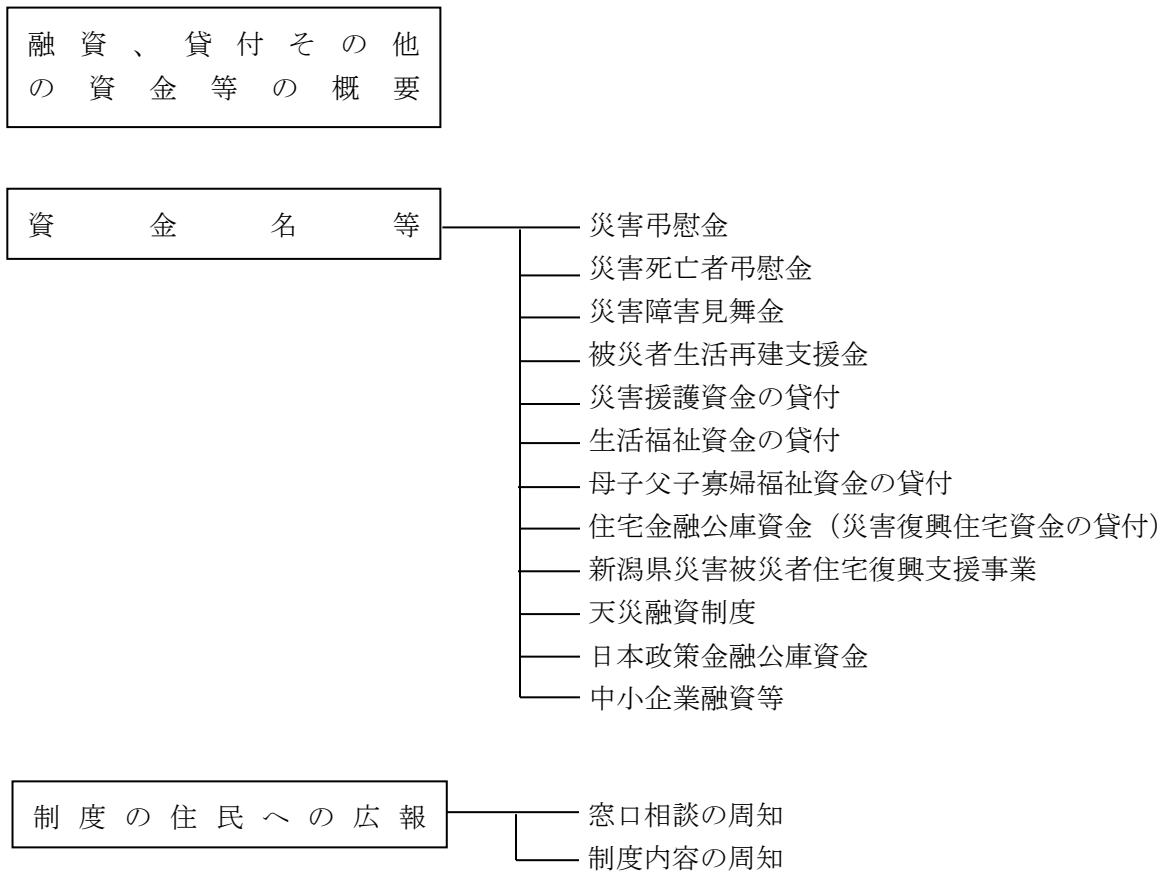 融資、貸付その他
の資金等の概要
資金名等
災害弔慰金
災害死亡者弔慰金
災害障害見舞金
被災者生活再建支援金
災害援護資金の貸付
生活福祉資金の貸付
母子父子寡婦福祉資金の貸付
住宅金融公庫資金（災害復興住宅資金の貸付）
新潟県災害被災者住宅復興支援事業
天災融資制度
日本政策金融公庫資金
中小企業融資等
制度の住民への広報
窓口相談の周知
制度内容の周知